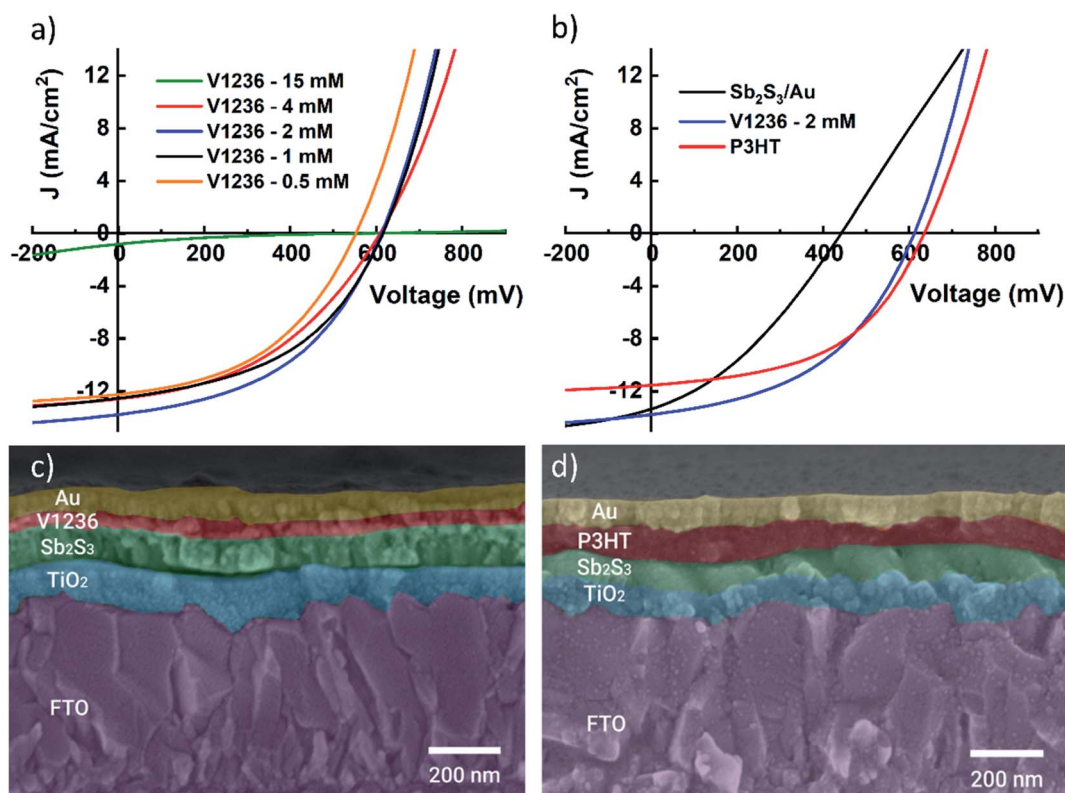 a)
J (mA/cm²)
12
8
4
0
-4
-8
-12
-200
0
200
400
600
800
Voltage (mV)
V1236 - 15 mM
V1236 - 4 mM
V1236 - 2 mM
V1236 - 1 mM
V1236 - 0.5 mM
b)
J (mA/cm²)
12
8
4
0
-4
-8
-12
-200
0
200
400
600
800
Voltage (mV)
Sb₂S₃/Au
V1236 - 2 mM
P3HT
c)
Au
V1236
Sb₂S₃
TiO₂
FTO
200 nm
d)
Au
P3HT
Sb₂S₃
TiO₂
FTO
200 nm